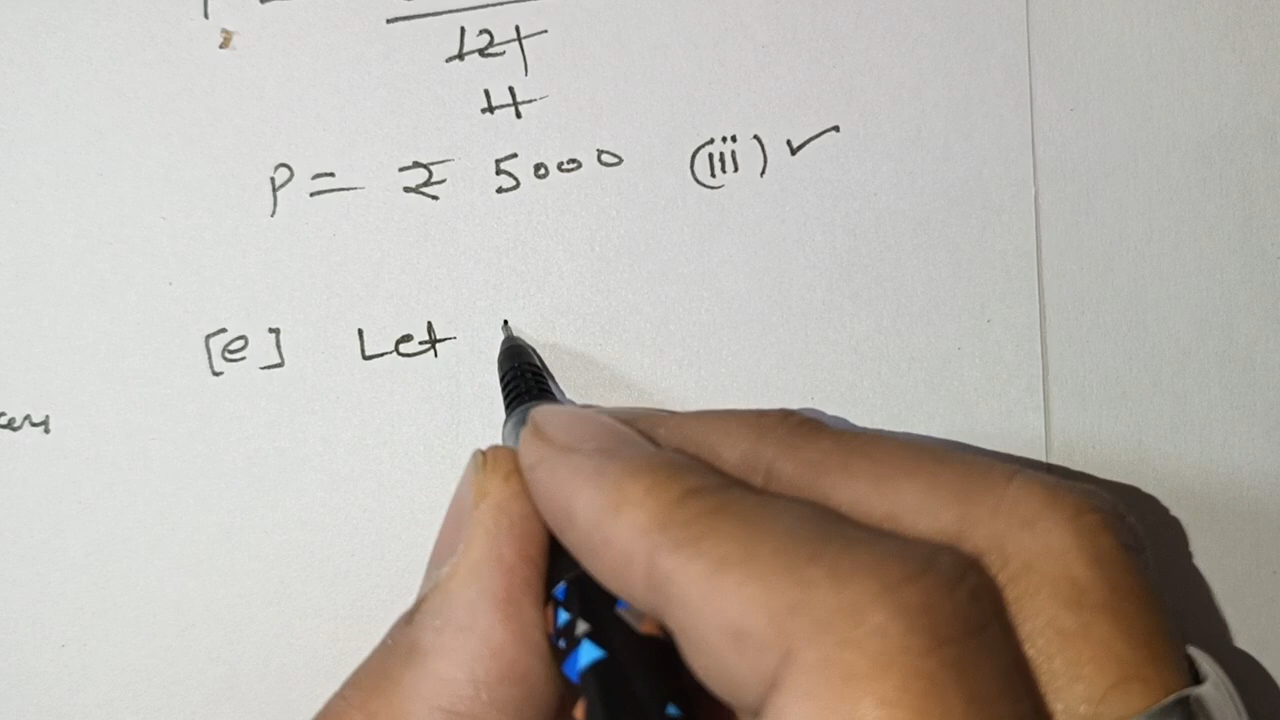 121
11
P = ₹ 5000 (iii) ✓
[e] Let